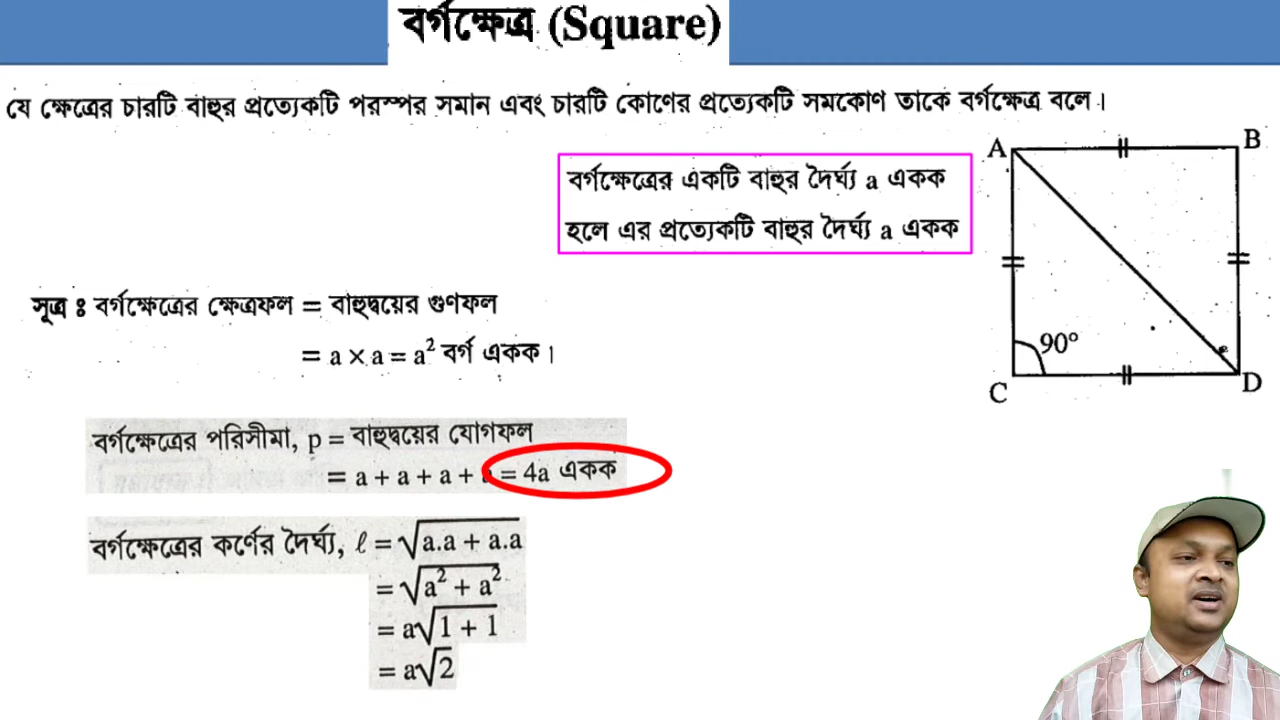 বর্গক্ষেত্র (Square)
যে ক্ষেত্রের চারটি বাহুর প্রত্যেকটি পরস্পর সমান এবং চারটি কোণের প্রত্যেকটি সমকোণ তাকে বর্গক্ষেত্র বলে।
বর্গক্ষেত্রের একটি বাহুর দৈর্ঘ্য a একক
হলে এর প্রত্যেকটি বাহুর দৈর্ঘ্য a একক
A
B
90°
C
D
সূত্র ঃ বর্গক্ষেত্রের ক্ষেত্রফল = বাহুদ্বয়ের গুণফল
= a × a = a² বর্গ একক।
বর্গক্ষেত্রের পরিসীমা, p = বাহুদ্বয়ের যোগফল
= a + a + a + a = 4a একক
বর্গক্ষেত্রের কর্ণের দৈর্ঘ্য, ℓ = √a.a + a.a
= √a² + a²
= a√1 + 1
= a√2